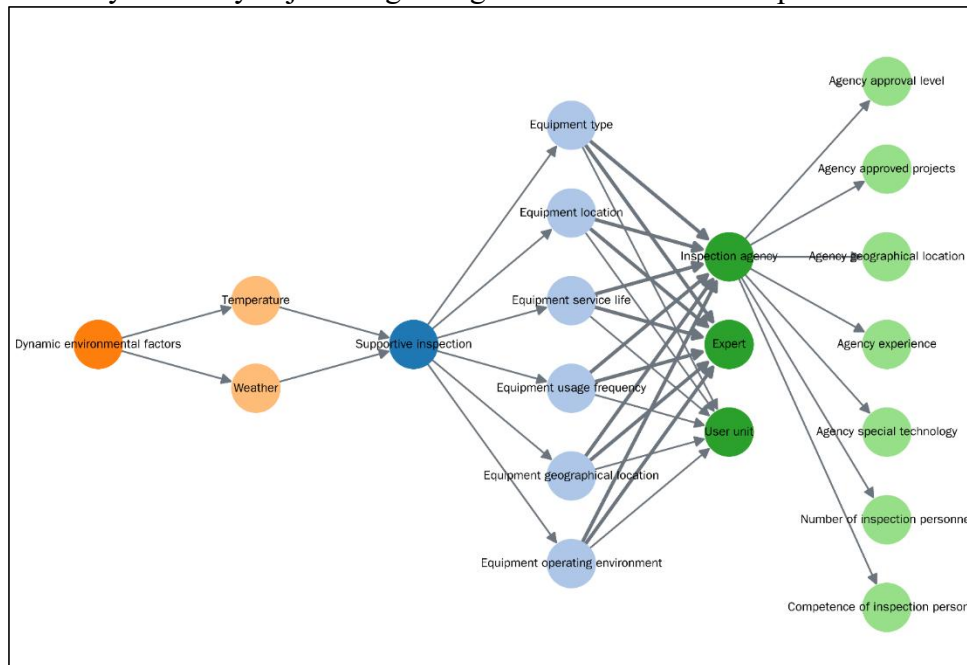 Dynamic environmental factors
Temperature
Weather
Supportive inspection
Equipment type
Equipment location
Equipment service life
Equipment usage frequency
Equipment geographical location
Equipment operating environment
Inspection agency
Expert
User unit
Agency approval level
Agency approved projects
Agency geographical location
Agency experience
Agency special technology
Number of inspection personne
Competence of inspection person